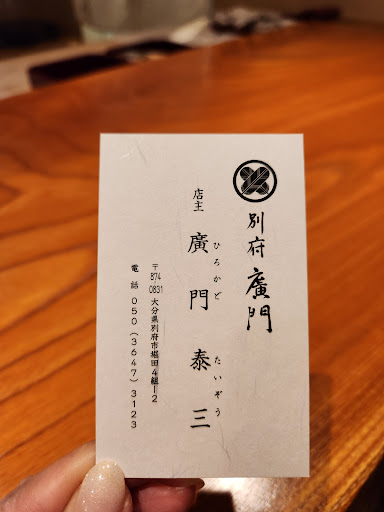 別府 廣門
店主 廣門 泰三
ひろかど たいぞう
〒874-0831 大分県別府市堀田4組ー2
電話 050(3647)3123